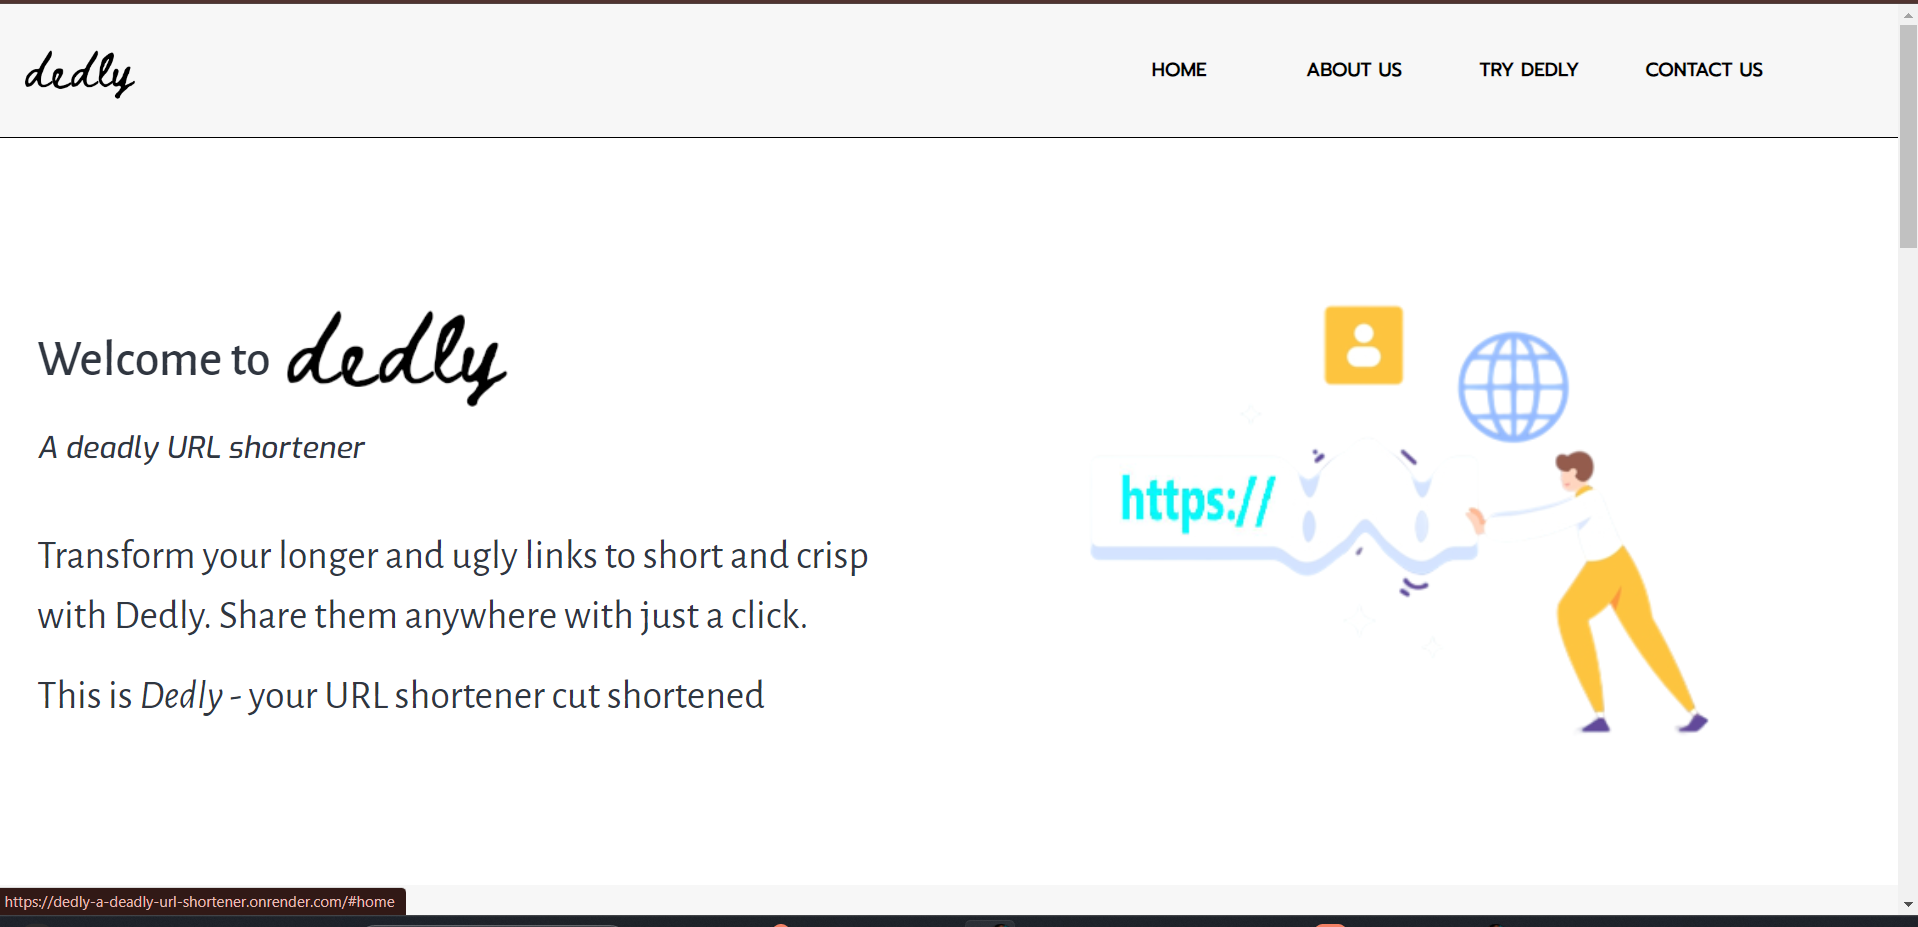 dedly
HOME ABOUT US TRY DEDLY CONTACT US
Welcome to dedly
A deadly URL shortener
https://
Transform your longer and ugly links to short and crisp
with Dedly. Share them anywhere with just a click.
This is Dedly - your URL shortener cut shortened
https://dedly-a-deadly-url-shortener.onrender.com/#home